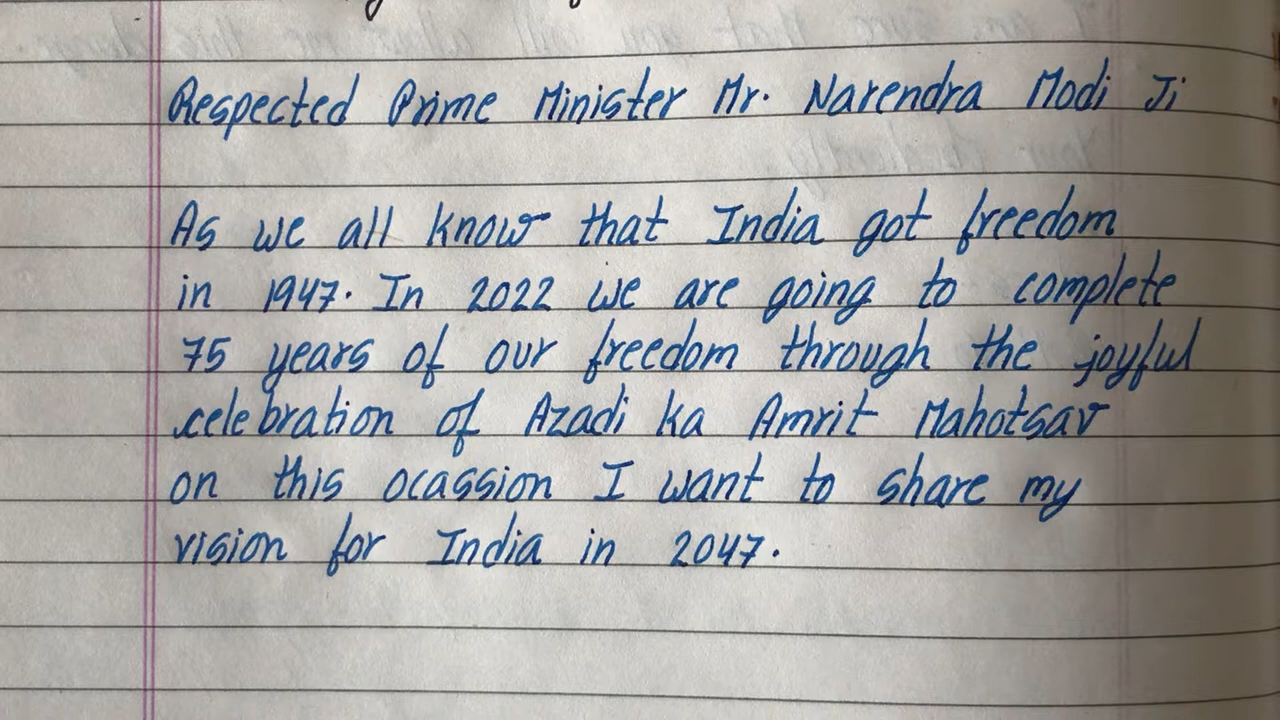 Respected Prime Minister Mr. Narendra Modi Ji
As we all know that India got freedom
in 1947. In 2022 we are going to complete
75 years of our freedom through the joyful
celebration of Azadi ka Amrit Mahotsav
on this ocassion I want to share my
vision for India in 2047.